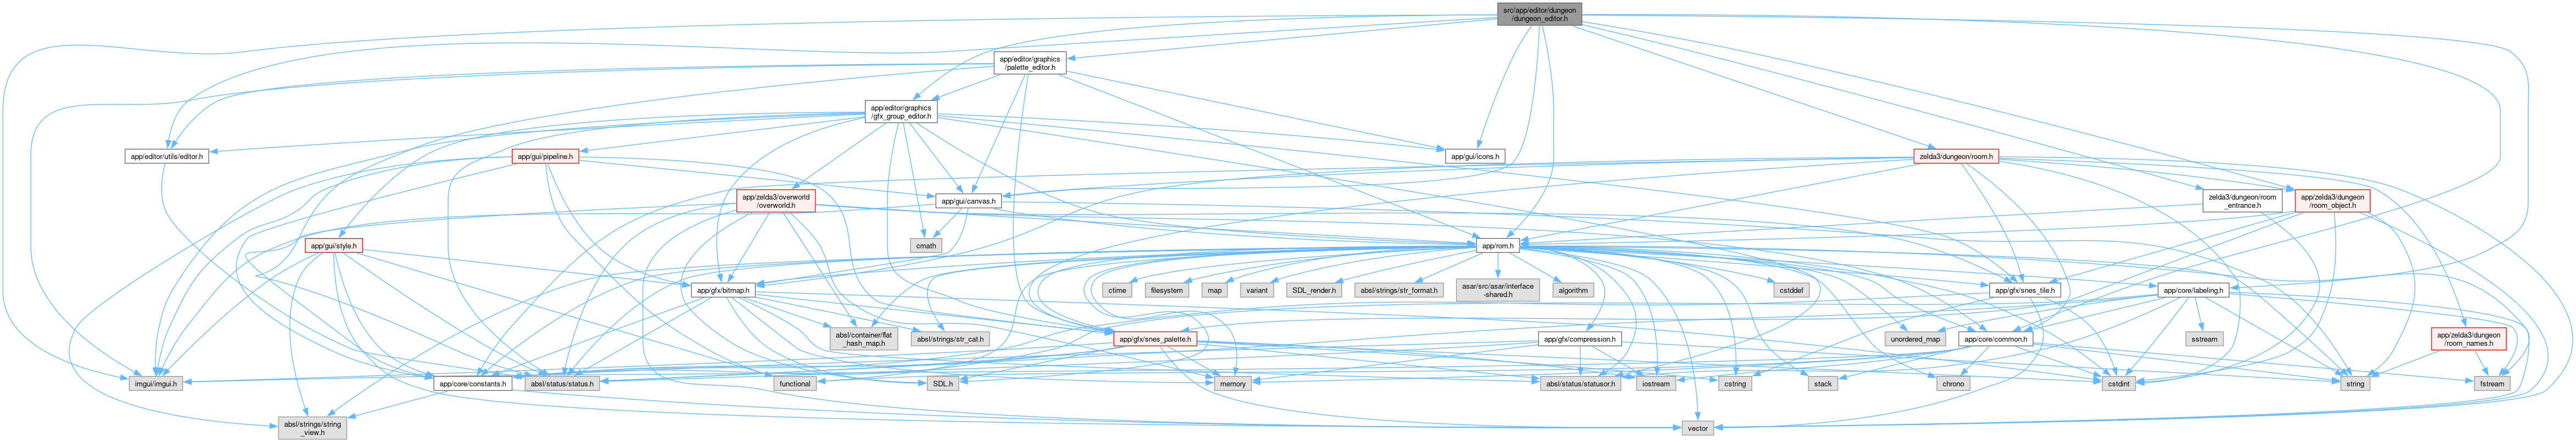 src/app/editor/dungeon
/dungeon_editor.h
app/editor/graphics
/palette_editor.h
app/editor/graphics
/gfx_group_editor.h
app/editor/utils/editor.h
app/gui/pipeline.h
app/gui/icons.h
zelda3/dungeon/room.h
app/zelda3/overworld
/overworld.h
app/gui/canvas.h
zelda3/dungeon/room
_entrance.h
app/zelda3/dungeon
/room_object.h
app/gui/style.h
cmath
app/rom.h
app/gfx/bitmap.h
ctime
filesystem
map
variant
SDL_render.h
absl/strings/str_format.h
asar/src/asar/interface
-shared.h
algorithm
cstddef
app/gfx/snes_tile.h
app/core/labeling.h
absl/container/flat
_hash_map.h
absl/strings/str_cat.h
app/gfx/snes_palette.h
app/gfx/compression.h
unordered_map
app/core/common.h
sstream
app/zelda3/dungeon
/room_names.h
imgui/imgui.h
app/core/constants.h
absl/status/status.h
functional
SDL.h
memory
absl/status/statusor.h
iostream
cstring
stack
chrono
cstdint
string
fstream
absl/strings/string
_view.h
vector